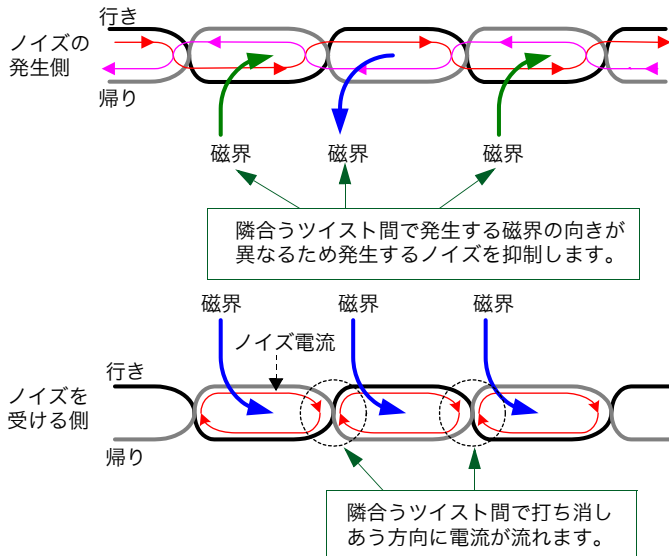 行き
ノイズの
発生側
帰り
磁界
磁界
磁界
隣合うツイスト間で発生する磁界の向きが
異なるため発生するノイズを抑制します。
磁界
磁界
磁界
ノイズ電流
行き
ノイズを
受ける側
帰り
隣合うツイスト間で打ち消し
あう方向に電流が流れます。